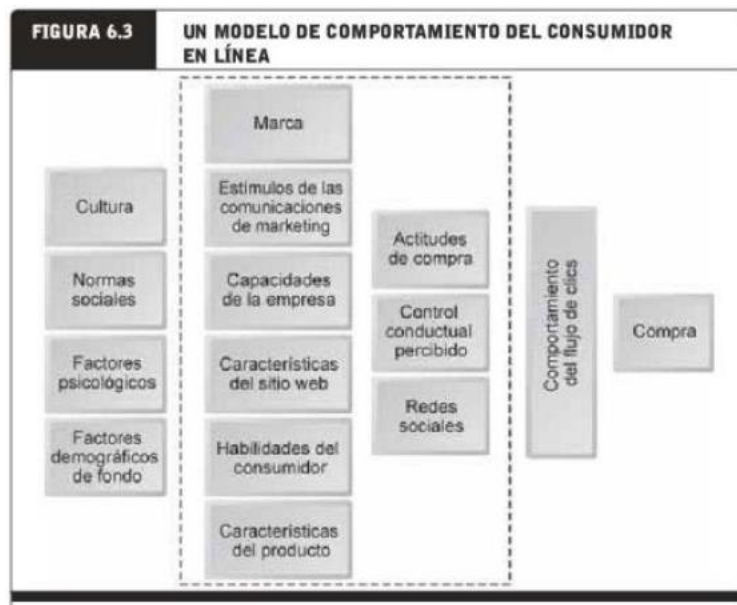 FIGURA 6.3
UN MODELO DE COMPORTAMIENTO DEL CONSUMIDOR
EN LÍNEA
Cultura
Normas
sociales
Factores
psicológicos
Factores
demográficos
de fondo
Marca
Estímulos de las
comunicaciones
de marketing
Capacidades
de la empresa
Características
del sitio web
Habilidades del
consumidor
Características
del producto
Actitudes
de compra
Control
conductual
percibido
Redes
sociales
Comportamiento
del flujo de clics
Compra